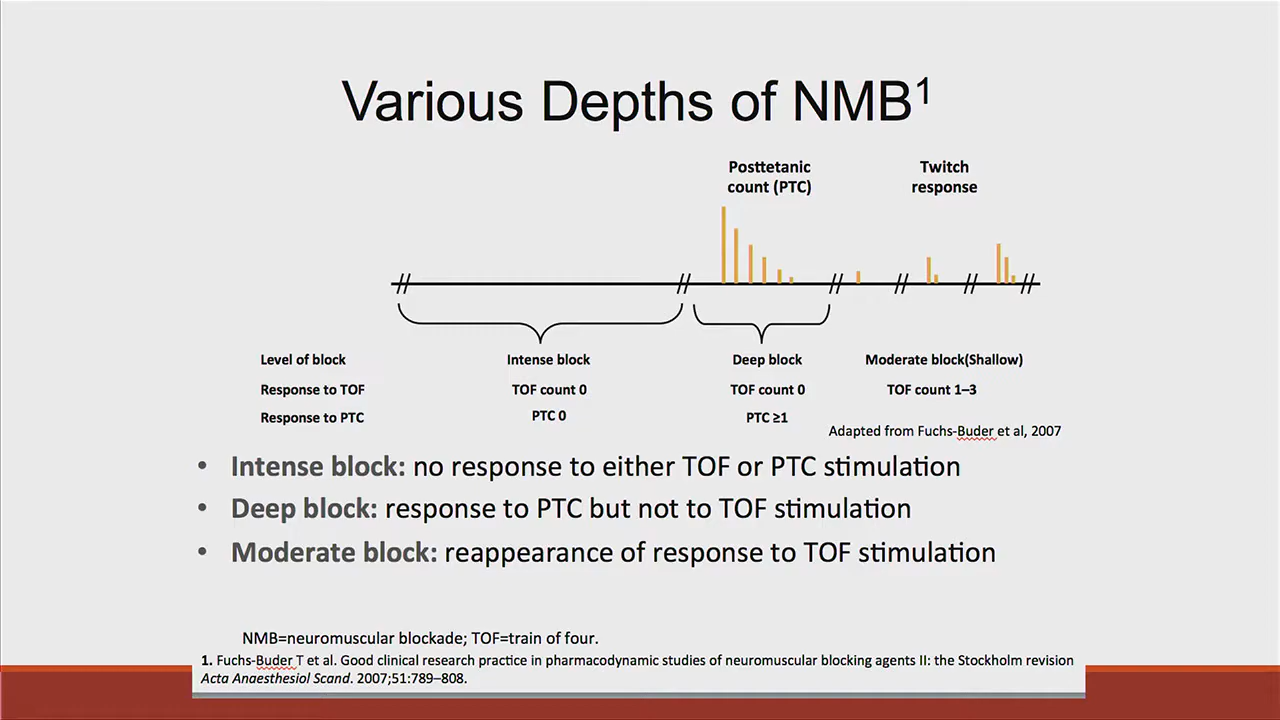 Various Depths of NMB¹
Posttetanic
count (PTC)
Twitch
response
Level of block
Intense block
Deep block
Moderate block(Shallow)
Response to TOF
TOF count 0
TOF count 0
TOF count 1–3
Response to PTC
PTC 0
PTC ≥1
Adapted from Fuchs-Buder et al, 2007
• Intense block: no response to either TOF or PTC stimulation
• Deep block: response to PTC but not to TOF stimulation
• Moderate block: reappearance of response to TOF stimulation
NMB=neuromuscular blockade; TOF=train of four.
1. Fuchs-Buder T et al. Good clinical research practice in pharmacodynamic studies of neuromuscular blocking agents II: the Stockholm revision
Acta Anaesthesiol Scand. 2007;51:789–808.